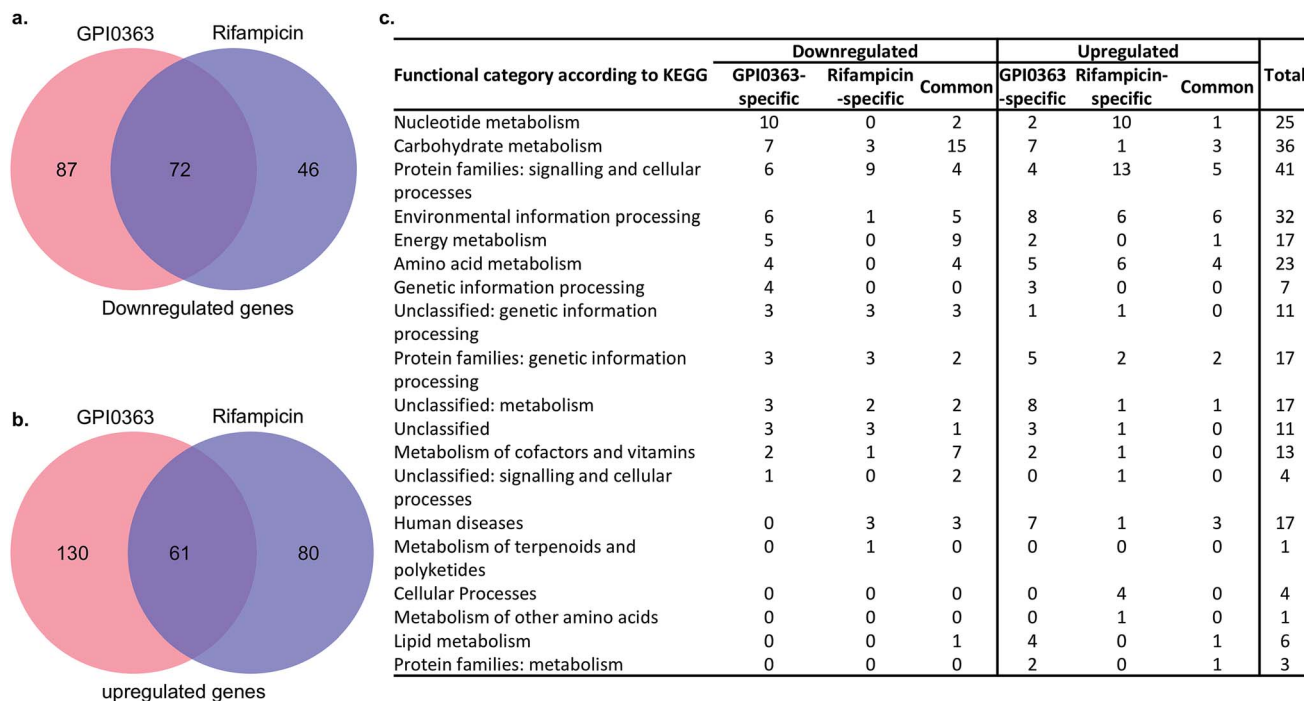 a.
GPI0363 Rifampicin
87 72 46
Downregulated genes
b.
GPI0363 Rifampicin
130 61 80
upregulated genes
c.
Downregulated Upregulated
Functional category according to KEGG GPI0363- Rifampicin Common GPI0363 Rifampicin- Common Total
specific -specific -specific specific
Nucleotide metabolism 10 0 2 2 10 1 25
Carbohydrate metabolism 7 3 15 7 1 3 36
Protein families: signalling and cellular 6 9 4 4 13 5 41
processes
Environmental information processing 6 1 5 8 6 6 32
Energy metabolism 5 0 9 2 0 1 17
Amino acid metabolism 4 0 4 5 6 4 23
Genetic information processing 4 0 0 3 0 0 7
Unclassified: genetic information 3 3 3 1 1 0 11
processing
Protein families: genetic information 3 3 2 5 2 2 17
processing
Unclassified: metabolism 3 2 2 8 1 1 17
Unclassified 3 3 1 3 1 0 11
Metabolism of cofactors and vitamins 2 1 7 2 1 0 13
Unclassified: signalling and cellular 1 0 2 0 1 0 4
processes
Human diseases 0 3 3 7 1 3 17
Metabolism of terpenoids and 0 1 0 0 0 0 1
polyketides
Cellular Processes 0 0 0 0 4 0 4
Metabolism of other amino acids 0 0 0 0 1 0 1
Lipid metabolism 0 0 1 4 0 1 6
Protein families: metabolism 0 0 0 2 0 1 3